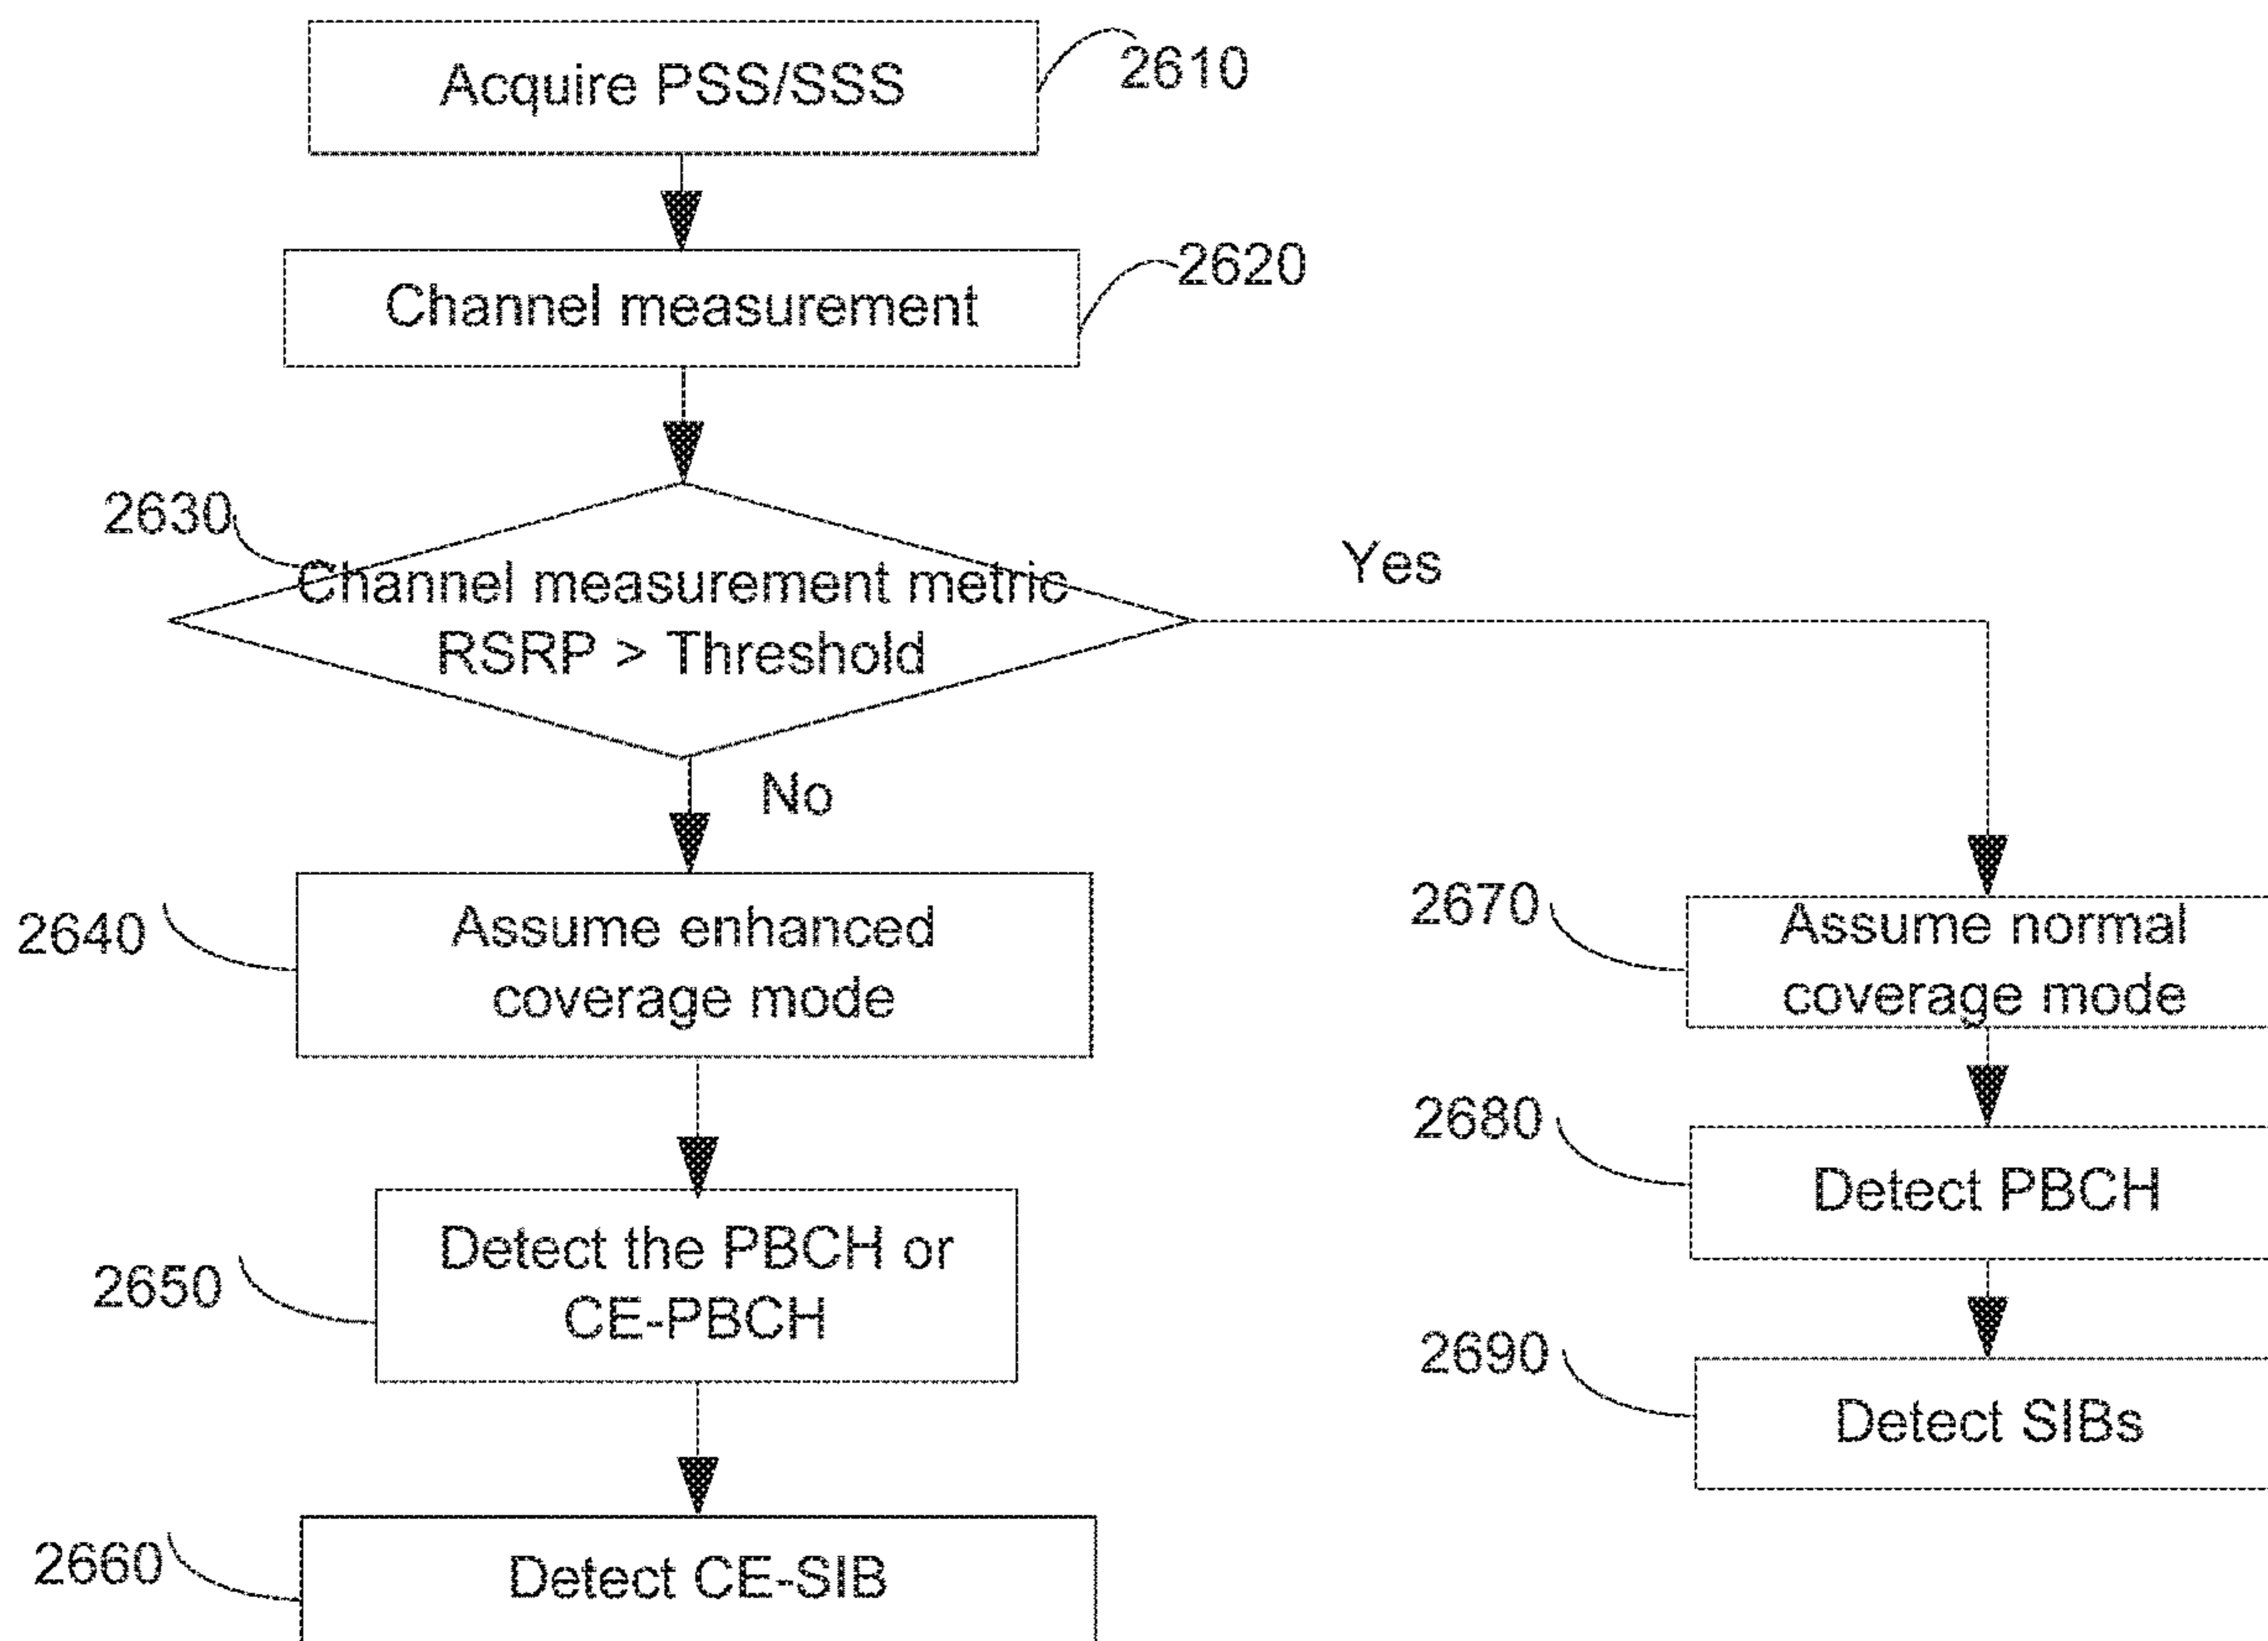 Acquire PSS/SSS
2610
Channel measurement
2620
2630
Channel measurement metric
RSRP > Threshold
Yes
No
2640
Assume enhanced
coverage mode
2670
Assume normal
coverage mode
2650
Detect the PBCH or
CE-PBCH
2680
Detect PBCH
2660
Detect CE-SIB
2690
Detect SIBs